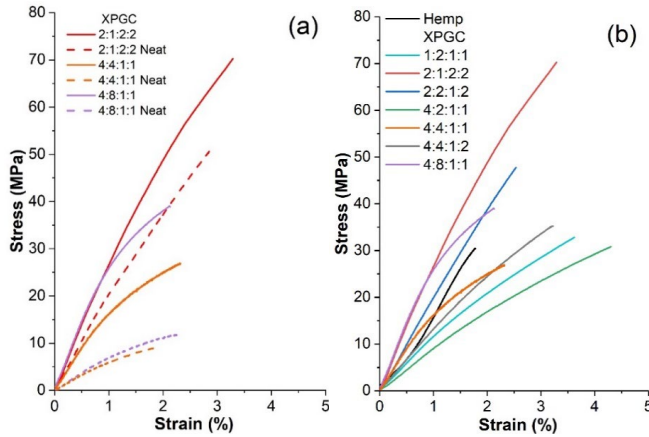 XPGC
2:1:2:2
2:1:2:2 Neat
4:4:1:1
4:4:1:1 Neat
4:8:1:1
4:8:1:1 Neat
(a)
80
70
60
50
40
30
20
10
0
Stress (MPa)
0 1 2 3 4 5
Strain (%)
Hemp
XPGC
1:2:1:1
2:1:2:2
2:2:1:2
4:2:1:1
4:4:1:1
4:4:1:2
4:8:1:1
(b)
80
70
60
50
40
30
20
10
0
Stress (MPa)
0 1 2 3 4 5
Strain (%)